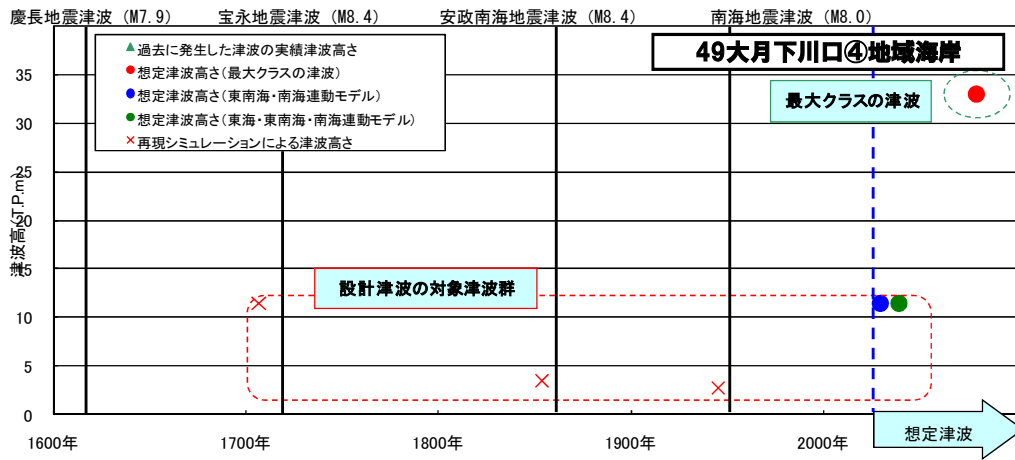 慶長地震津波 (M7.9) 宝永地震津波 (M8.4) 安政南海地震津波 (M8.4) 南海地震津波 (M8.0)
49大月下川口④地域海岸
▲過去に発生した津波の実績津波高さ
●想定津波高さ(最大クラスの津波)
●想定津波高さ(東南海・南海連動モデル)
●想定津波高さ(東海・東南海・南海連動モデル)
×再現シミュレーションによる津波高さ
最大クラスの津波
設計津波の対象津波群
津波高(T.P.m)
35
30
25
20
15
10
5
0
1600年 1700年 1800年 1900年 2000年
想定津波